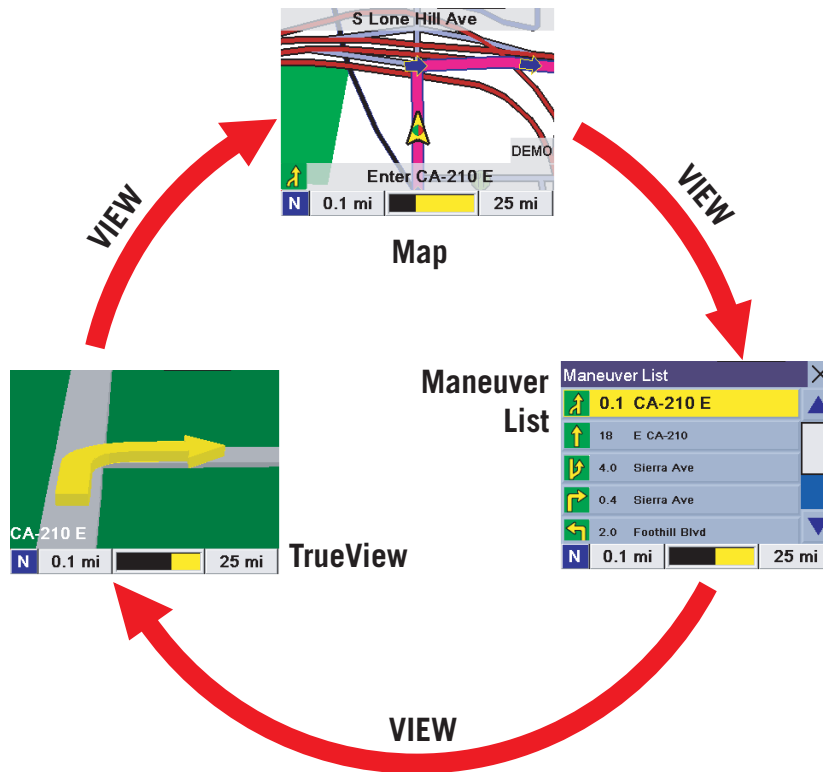 S Lone Hill Ave
DEMO
Enter CA-210 E
N 0.1 mi 25 mi
Map
VIEW
VIEW
Maneuver List
Maneuver List
0.1 CA-210 E
18 E CA-210
4.0 Sierra Ave
0.4 Sierra Ave
2.0 Foothill Blvd
N 0.1 mi 25 mi
CA-210 E
N 0.1 mi 25 mi
TrueView
VIEW